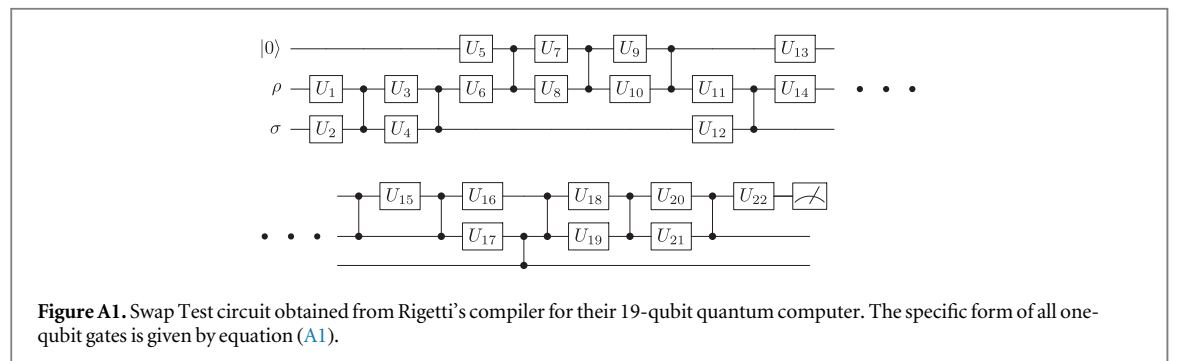 |0⟩ U5 U7 U9 U13
ρ U1 U3 U6 U8 U10 U11 U14 • • •
σ U2 U4 U12
U15 U16 U18 U20 U22
• • • U17 U19 U21
Figure A1. Swap Test circuit obtained from Rigetti's compiler for their 19-qubit quantum computer. The specific form of all one-
qubit gates is given by equation (A1).